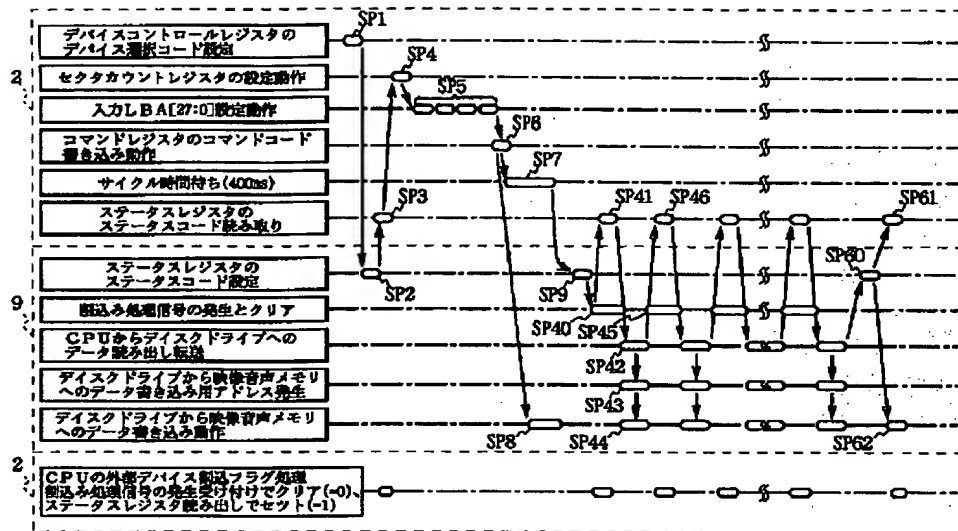 デバイスコントロールレジスタの
デバイス選択コード設定
セクタカウントレジスタの設定動作
入力LBA[27:0]設定動作
コマンドレジスタのコマンドコード
書き込み動作
サイクル時間待ち(400ns)
ステータスレジスタの
ステータスコード読み取り
ステータスレジスタの
ステータスコード設定
割込み処理信号の発生とクリア
CPUからディスクドライブへの
データ読み出し転送
ディスクドライブから映像音声メモリ
へのデータ書き込み用アドレス発生
ディスクドライブから映像音声メモリ
へのデータ書き込み動作
CPUの外部デバイス割込フラグ処理
割込み処理信号の発生受け付けでクリア(=0)、
ステータスレジスタ読み出しでセット(=1)
2
9
2
SP1
SP4
SP5
SP6
SP7
SP3
SP41
SP46
SP61
SP2
SP9
SP60
SP40
SP45
SP42
SP43
SP8
SP44
SP62